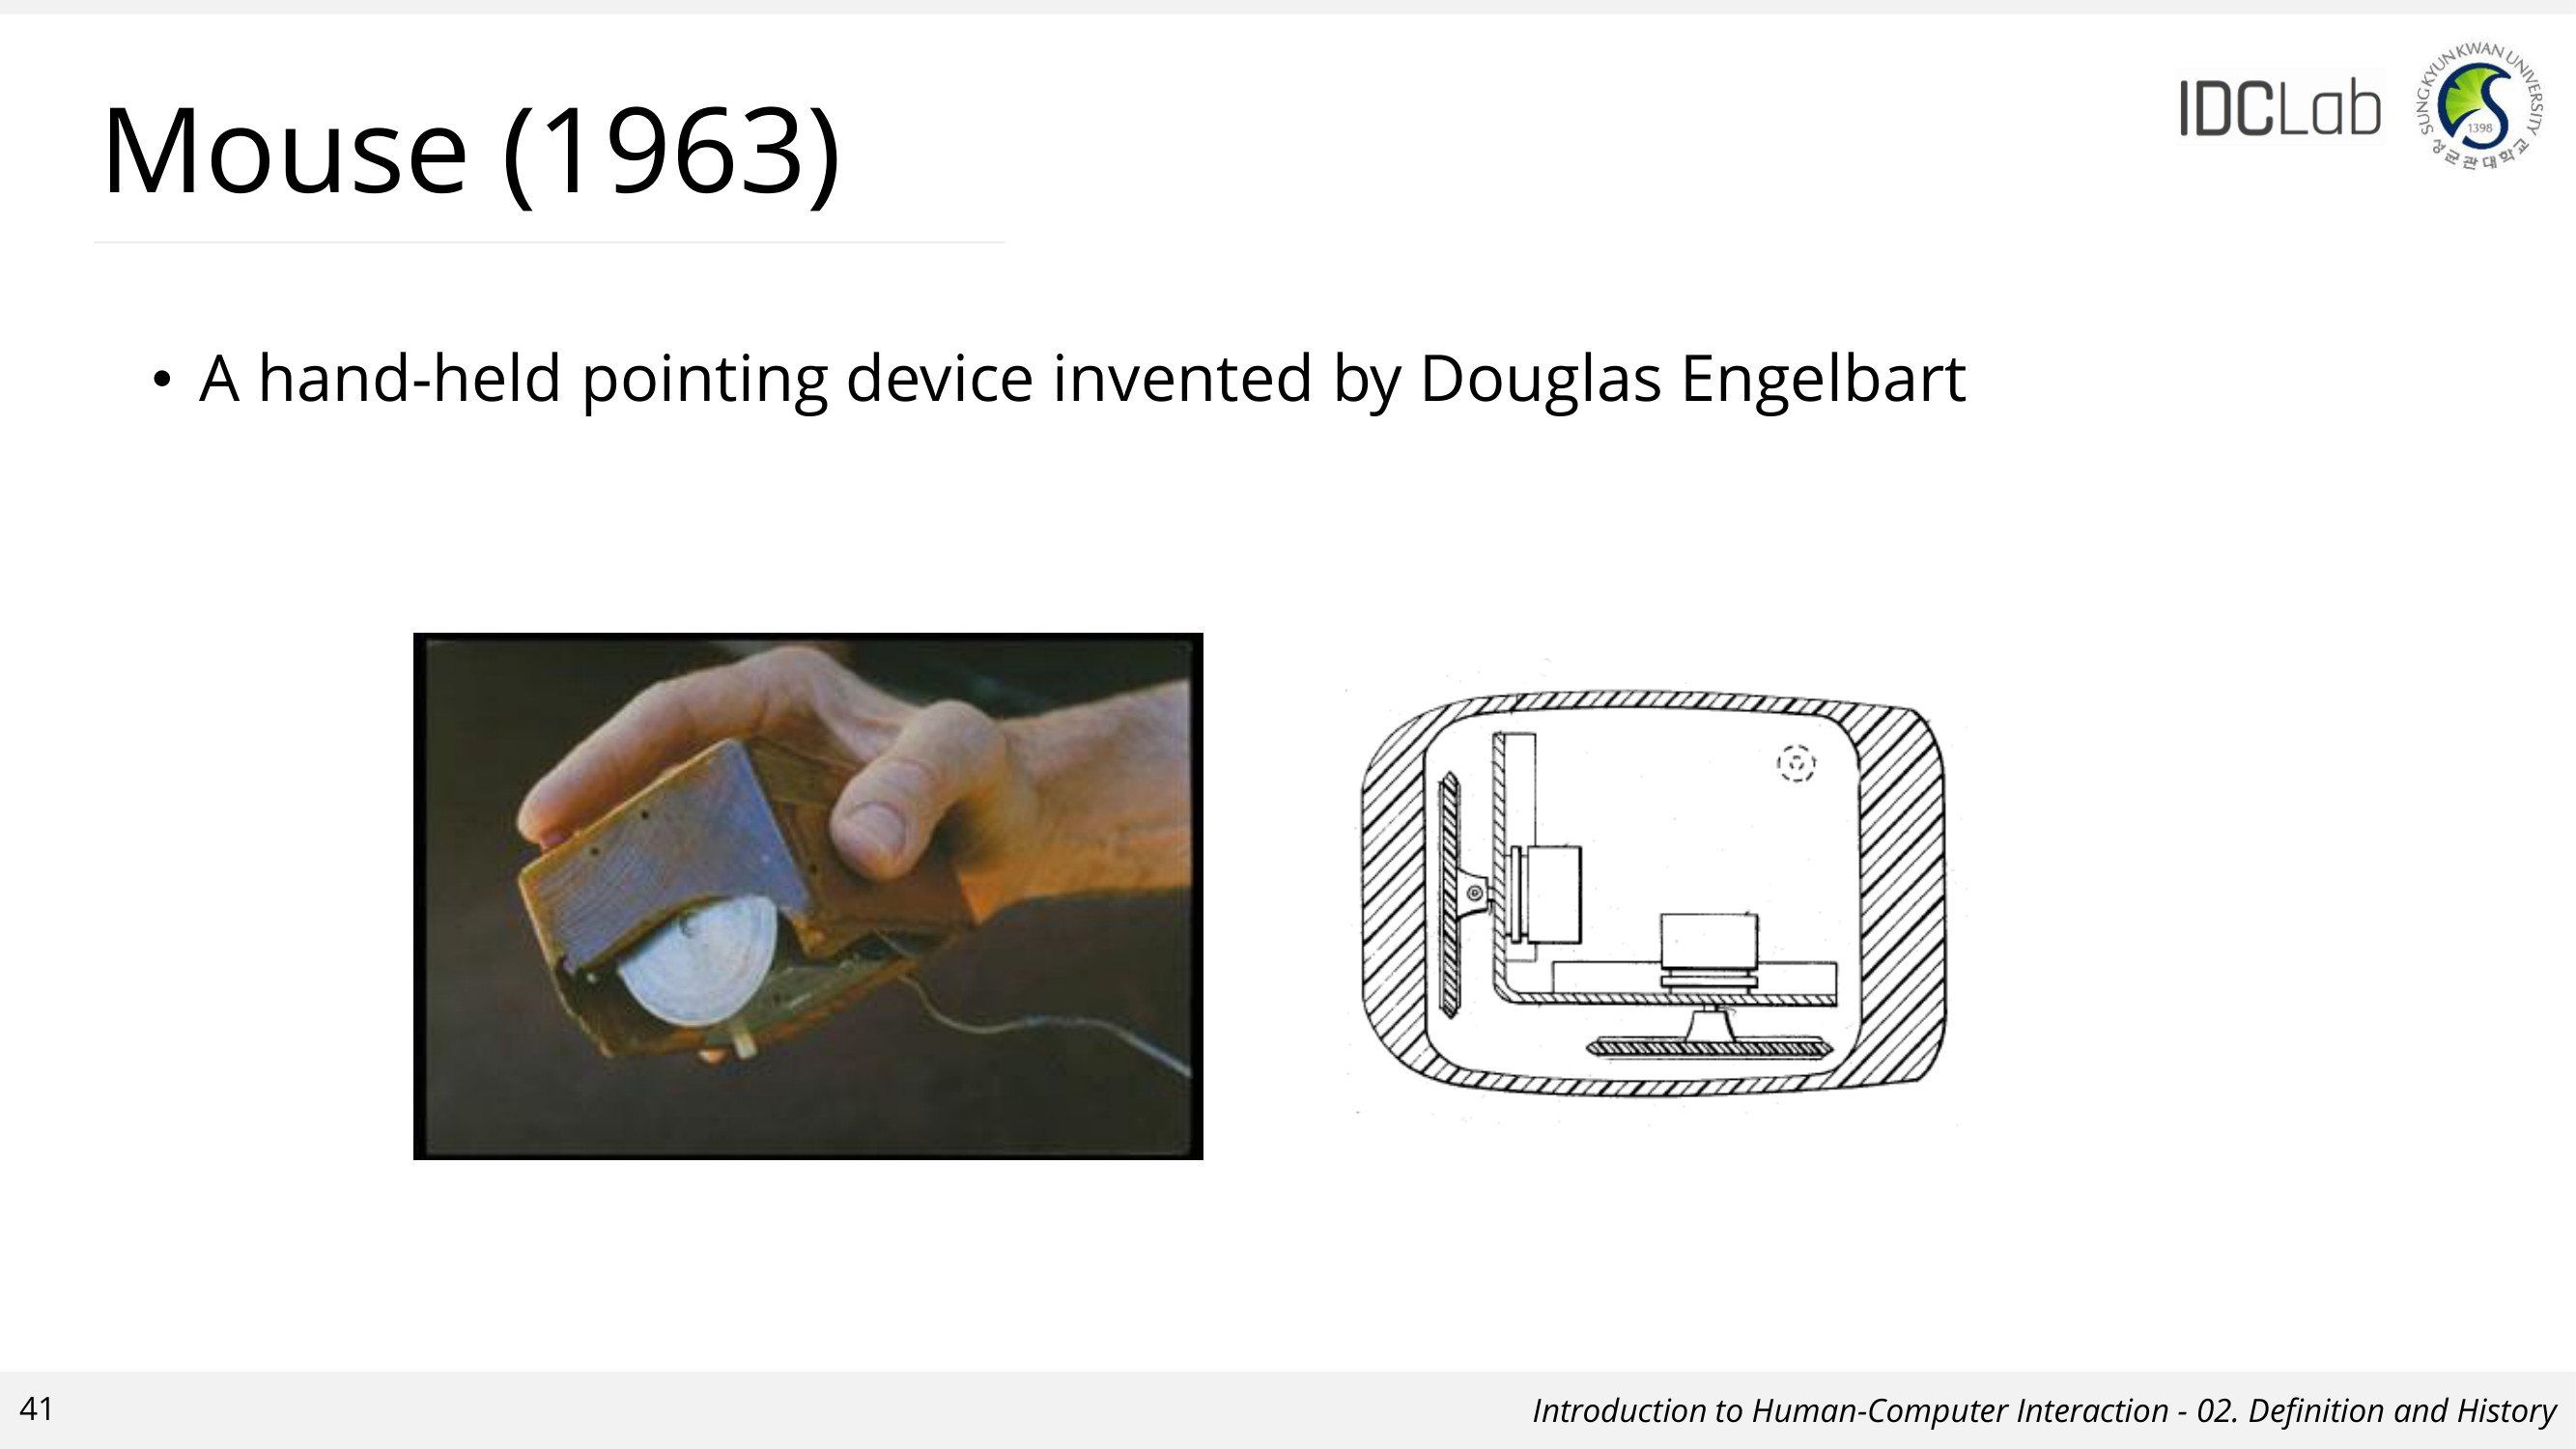 Mouse (1963)
IDCLab
SUNGKYUNKWAN UNIVERSITY
1398
성균관대학교
• A hand-held pointing device invented by Douglas Engelbart
41
Introduction to Human-Computer Interaction - 02. Definition and History